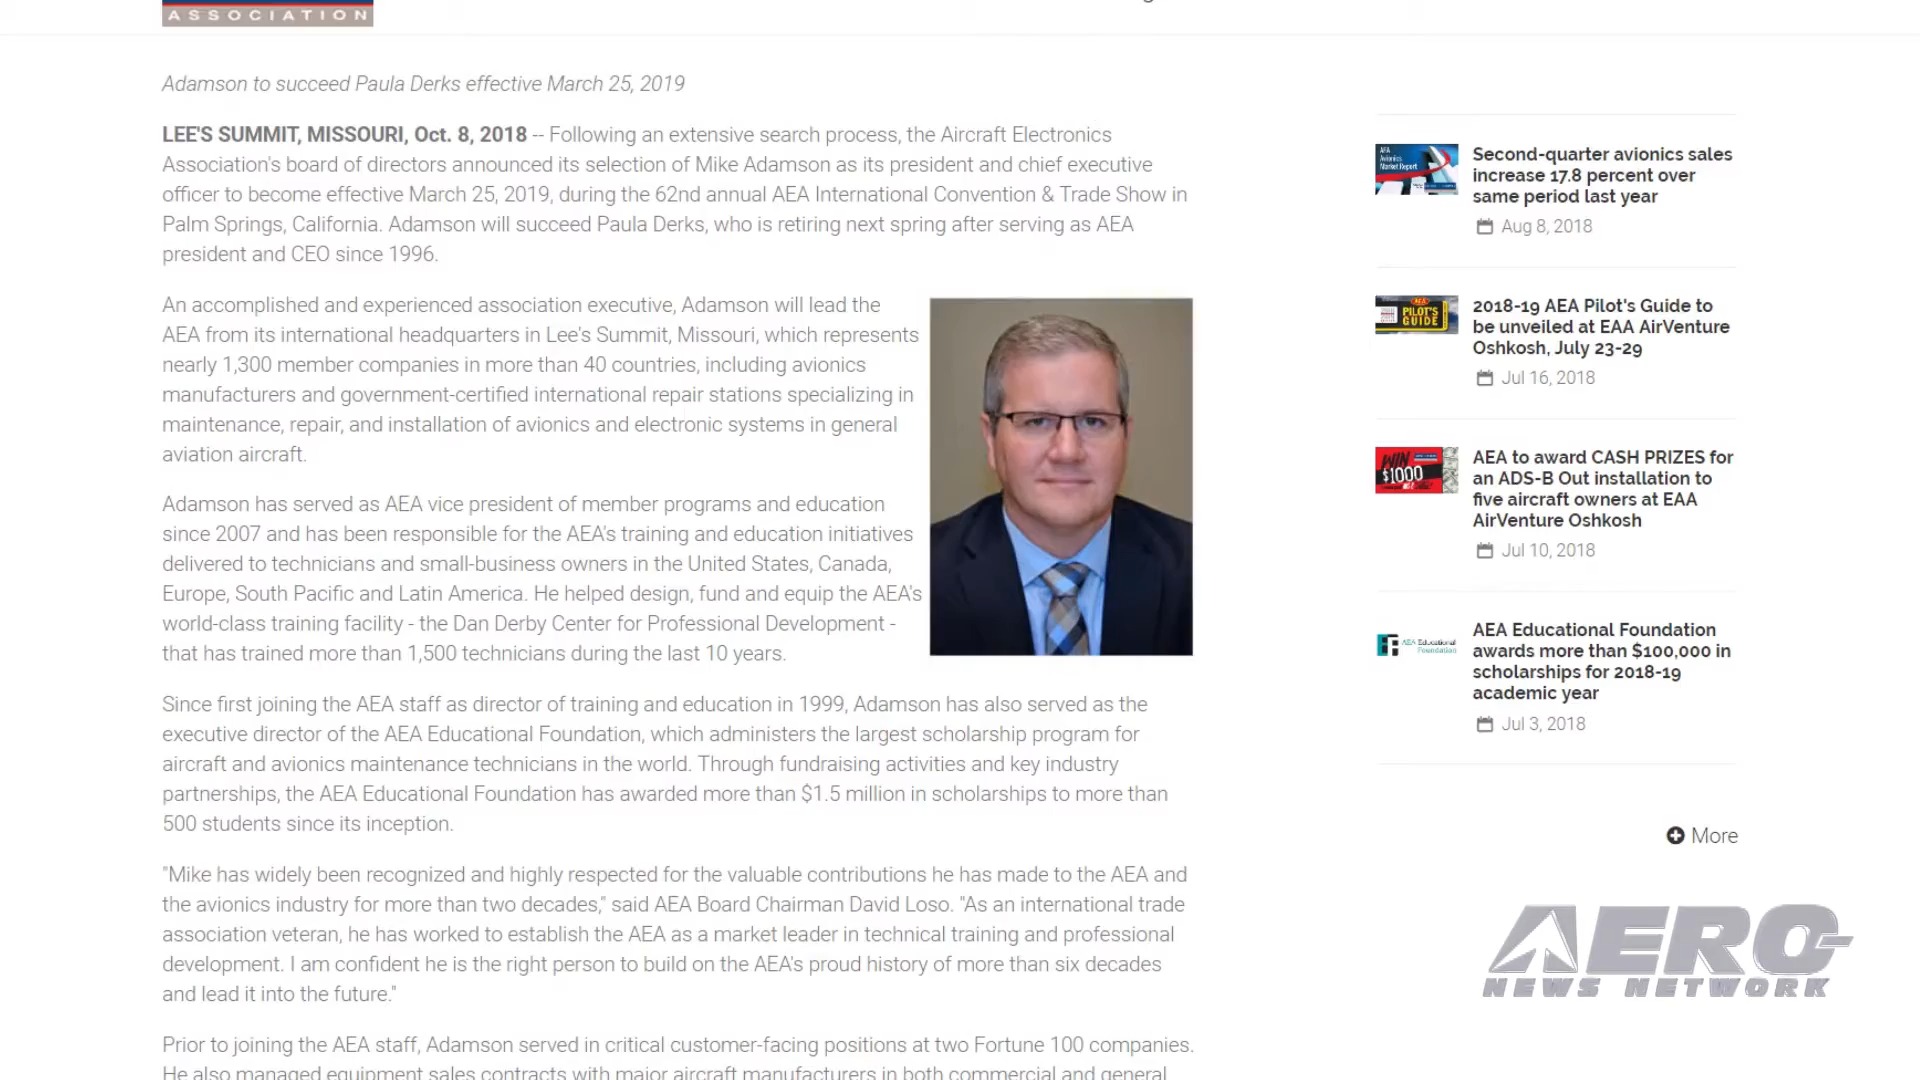 ASSOCIATION
Adamson to succeed Paula Derks effective March 25, 2019
LEE'S SUMMIT, MISSOURI, Oct. 8, 2018 -- Following an extensive search process, the Aircraft Electronics
Association's board of directors announced its selection of Mike Adamson as its president and chief executive
officer to become effective March 25, 2019, during the 62nd annual AEA International Convention & Trade Show in
Palm Springs, California. Adamson will succeed Paula Derks, who is retiring next spring after serving as AEA
president and CEO since 1996.
An accomplished and experienced association executive, Adamson will lead the
AEA from its international headquarters in Lee's Summit, Missouri, which represents
nearly 1,300 member companies in more than 40 countries, including avionics
manufacturers and government-certified international repair stations specializing in
maintenance, repair, and installation of avionics and electronic systems in general
aviation aircraft.
Adamson has served as AEA vice president of member programs and education
since 2007 and has been responsible for the AEA's training and education initiatives
delivered to technicians and small-business owners in the United States, Canada,
Europe, South Pacific and Latin America. He helped design, fund and equip the AEA's
world-class training facility - the Dan Derby Center for Professional Development -
that has trained more than 1,500 technicians during the last 10 years.
Since first joining the AEA staff as director of training and education in 1999, Adamson has also served as the
executive director of the AEA Educational Foundation, which administers the largest scholarship program for
aircraft and avionics maintenance technicians in the world. Through fundraising activities and key industry
partnerships, the AEA Educational Foundation has awarded more than $1.5 million in scholarships to more than
500 students since its inception.
"Mike has widely been recognized and highly respected for the valuable contributions he has made to the AEA and
the avionics industry for more than two decades," said AEA Board Chairman David Loso. "As an international trade
association veteran, he has worked to establish the AEA as a market leader in technical training and professional
development. I am confident he is the right person to build on the AEA's proud history of more than six decades
and lead it into the future."
Prior to joining the AEA staff, Adamson served in critical customer-facing positions at two Fortune 100 companies.
He also managed equipment sales contracts with major aircraft manufacturers in both commercial and general
AEA
Avionics
Market Report
Second-quarter avionics sales
increase 17.8 percent over
same period last year
Aug 8, 2018
PILOT'S
GUIDE
2018-19 AEA Pilot's Guide to
be unveiled at EAA AirVenture
Oshkosh, July 23-29
Jul 16, 2018
WIN
$1000
AEA to award CASH PRIZES for
an ADS-B Out installation to
five aircraft owners at EAA
AirVenture Oshkosh
Jul 10, 2018
AEA Educational
Foundation
AEA Educational Foundation
awards more than $100,000 in
scholarships for 2018-19
academic year
Jul 3, 2018
More
AERO-
NEWS NETWORK